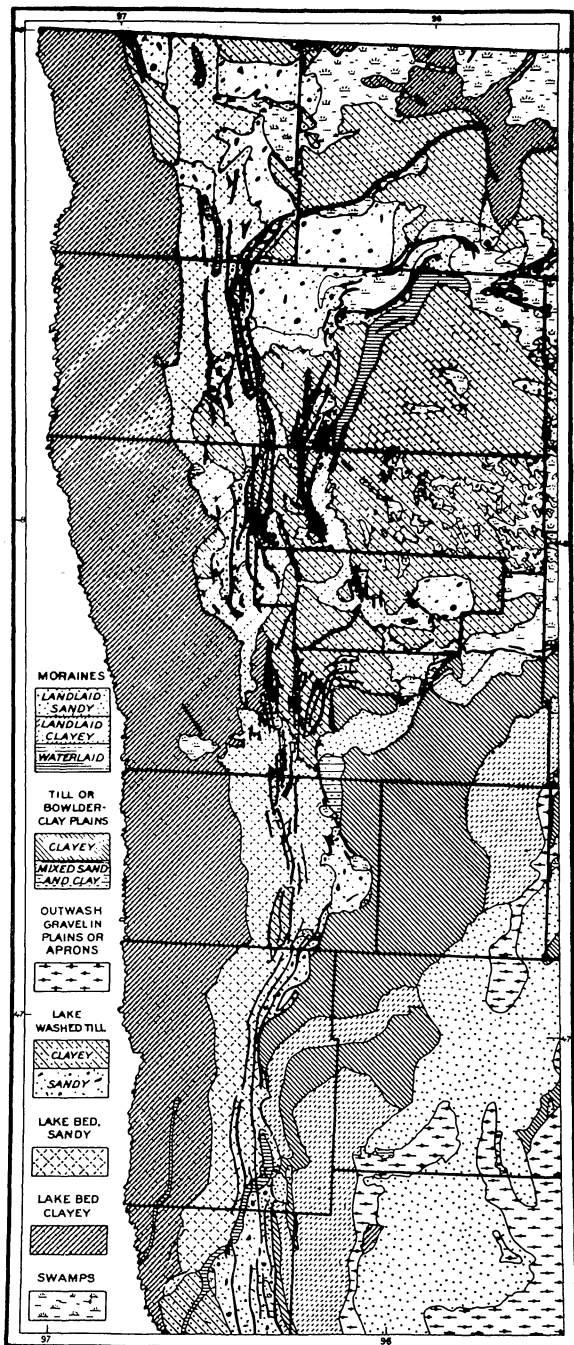 97
96
8
47
47
MORAINES
LANDLAID
SANDY
LANDLAID
CLAYEY
WATERLAID
TILL OR
BOWLDER-
CLAY PLAINS
CLAYEY
MIXED SAND
AND CLAY
OUTWASH
GRAVEL IN
PLAINS OR
APRONS
LAKE
WASHED TILL
CLAYEY
SANDY
LAKE BED,
SANDY
LAKE BED
CLAYEY
SWAMPS
97
96